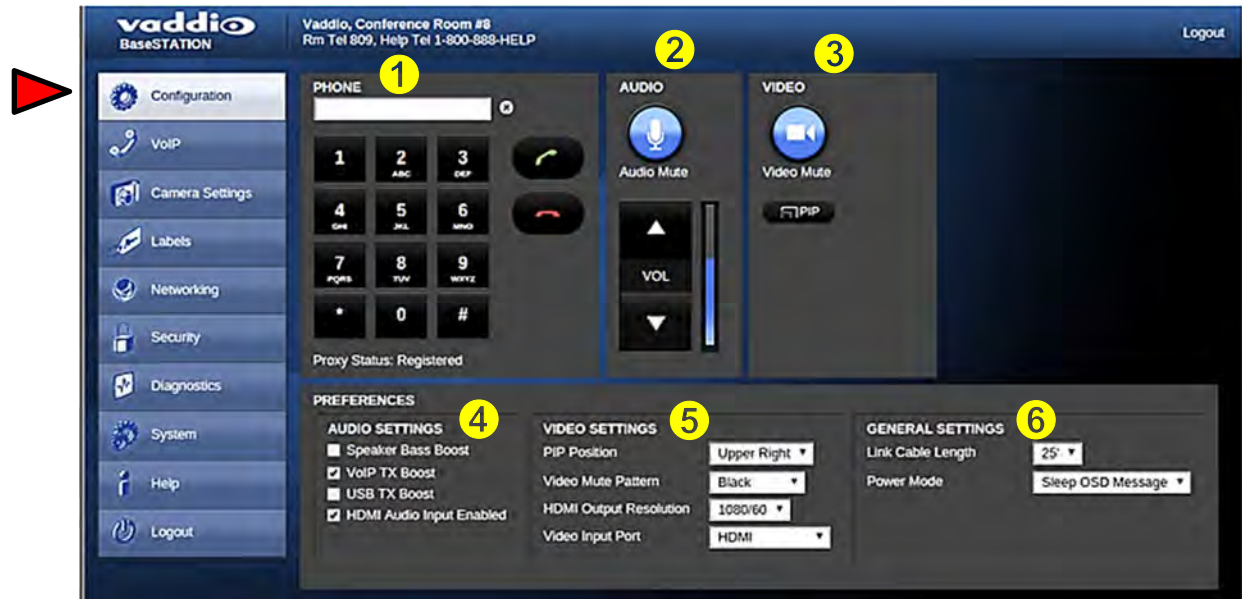 vaddio
BaseSTATION
Vaddio, Conference Room #8
Rm Tel 809, Help Tel 1-800-888-HELP
Logout
Configuration
VoIP
Camera Settings
Labels
Networking
Security
Diagnostics
System
Help
Logout
PHONE
1
1
2
ABC
3
DEF
4
GHI
5
JKL
6
MNO
7
PQRS
8
TUV
9
WXYZ
*
0
#
Proxy Status: Registered
2
AUDIO
Audio Mute
VOL
3
VIDEO
Video Mute
PIP
PREFERENCES
AUDIO SETTINGS 4
Speaker Bass Boost
VoIP TX Boost
USB TX Boost
HDMI Audio Input Enabled
VIDEO SETTINGS 5
PIP Position Upper Right
Video Mute Pattern Black
HDMI Output Resolution 1080/60
Video Input Port HDMI
GENERAL SETTINGS 6
Link Cable Length 25'
Power Mode Sleep OSD Message